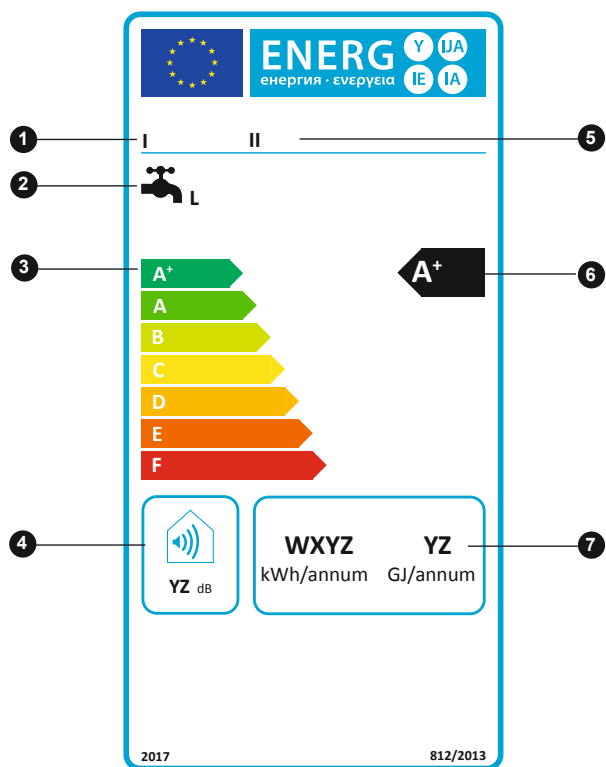 ENERG Y IJA
енергия · ενεργεια IE IA
1 I II 5
2 L
3 A+ A+ 6
A
B
C
D
E
F
4 WXYZ YZ 7
kWh/annum GJ/annum
YZ dB
2017 812/2013